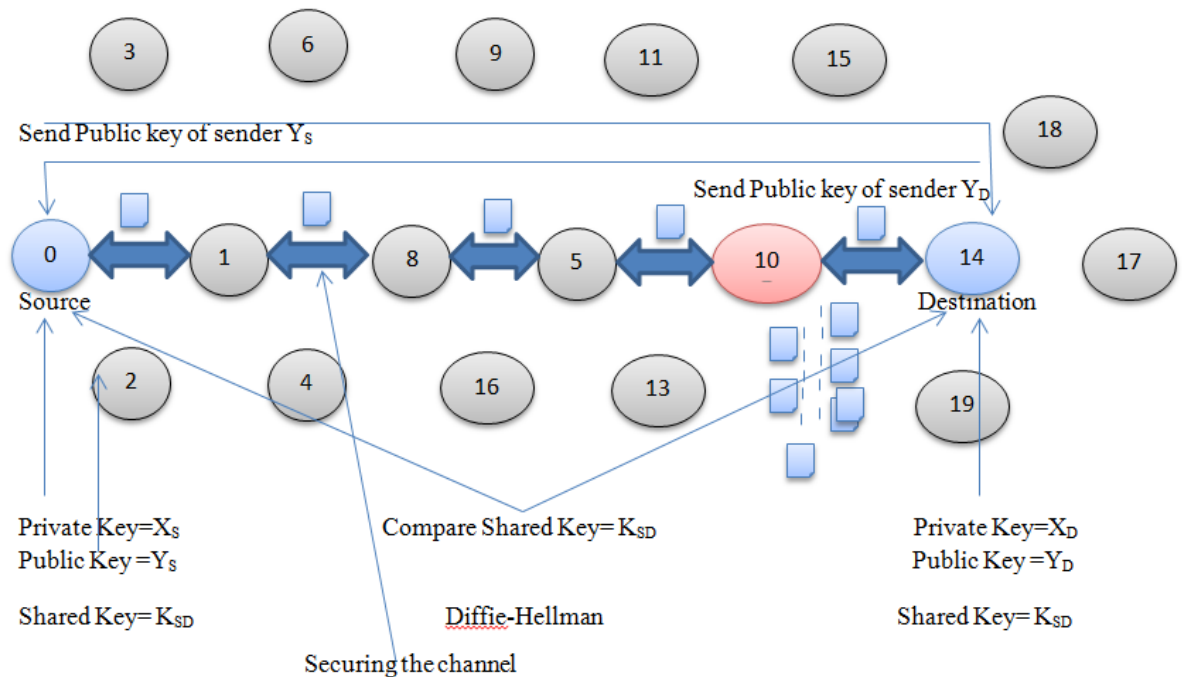 3
6
9
11
15
18
Send Public key of sender YS
Send Public key of sender YD
0
1
8
5
10
14
17
Source
Destination
2
4
16
13
19
Private Key=XS
Compare Shared Key= KSD
Private Key=XD
Public Key =YS
Public Key =YD
Shared Key= KSD
Diffie-Hellman
Shared Key= KSD
Securing the channel